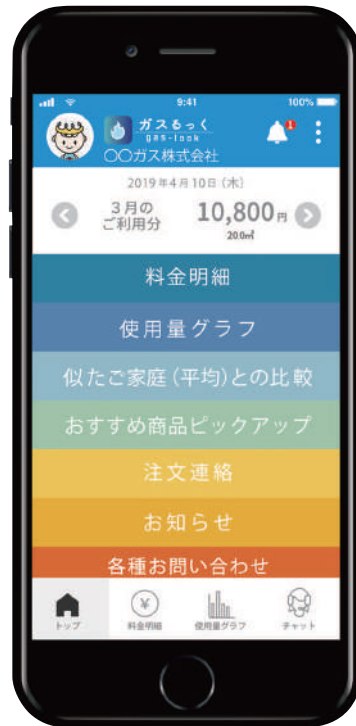 9:41
100%
ガスるっく
gas-look
〇〇ガス株式会社
1
2019年4月10日(木)
3月の
ご利用分
10,800円
20.0㎥
料金明細
使用量グラフ
似たご家庭(平均)との比較
おすすめ商品ピックアップ
注文連絡
お知らせ
各種お問い合わせ
¥
トップ
料金明細
使用量グラフ
チャット